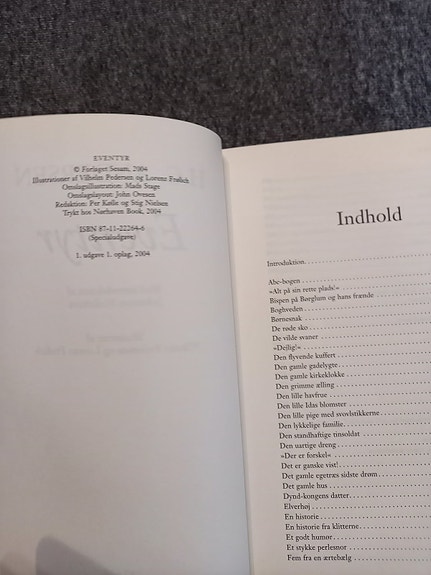 EVENTYR
© Forlaget Sesam, 2004
Illustrationer af Vilhelm Pedersen og Lorenz Frølich
Omslagsillustration: Mads Stage
Omslagslayout: John Ovesen
Redaktion: Per Kølle og Stig Nielsen
Trykt hos Nørhaven Book, 2004
ISBN 87-11-22264-6
(Specialudgave)
1. udgave 1. oplag, 2004
Indhold
Introduktion
Abc-bogen
»Alt på sin rette plads!«
Bispen på Børglum og hans frænde
Boghveden
Børnesnak
De røde sko
De vilde svaner
»Dejlig!«
Den flyvende kuffert
Den gamle gadelygte
Den gamle kirkeklokke
Den grimme ælling
Den lille havfrue
Den lille Idas blomster
Den lille pige med svovlstikkerne
Den lykkelige familie
Den standhaftige tinsoldat
Den uartige dreng
»Der er forskel«
Det er ganske vist!
Det gamle egetræs sidste drøm
Det gamle hus
Dynd-kongens datter
Elverhøj
En historie
En historie fra klitterne
Et godt humør
Et stykke perlesnor
Fem fra en ærtebælg